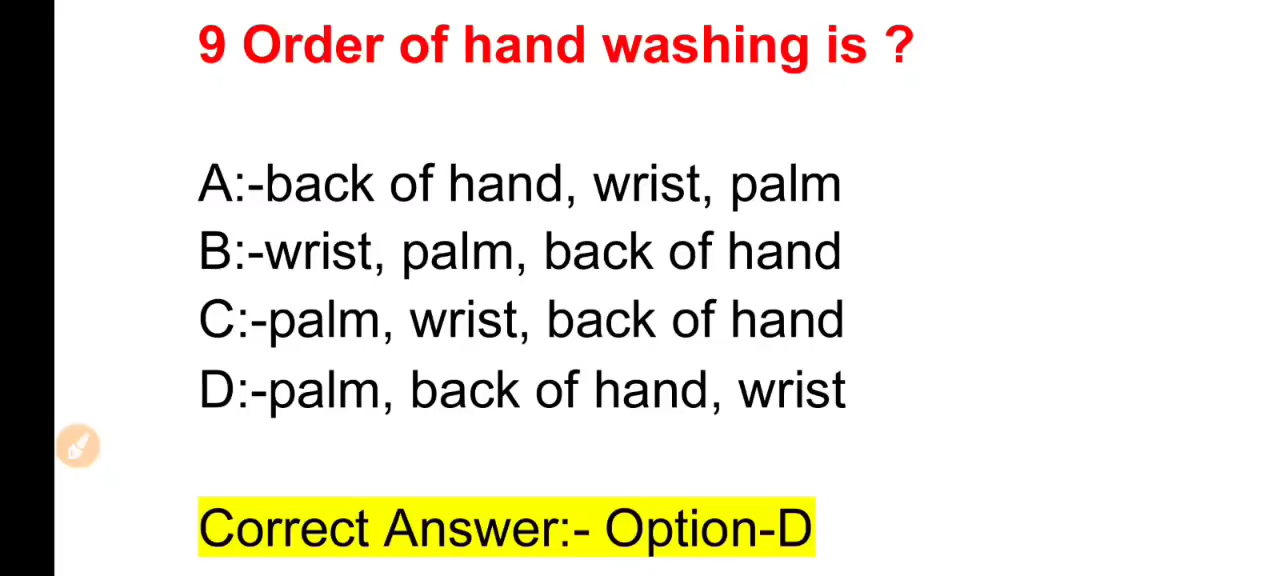 9 Order of hand washing is ?
A:-back of hand, wrist, palm
B:-wrist, palm, back of hand
C:-palm, wrist, back of hand
D:-palm, back of hand, wrist
Correct Answer:- Option-D